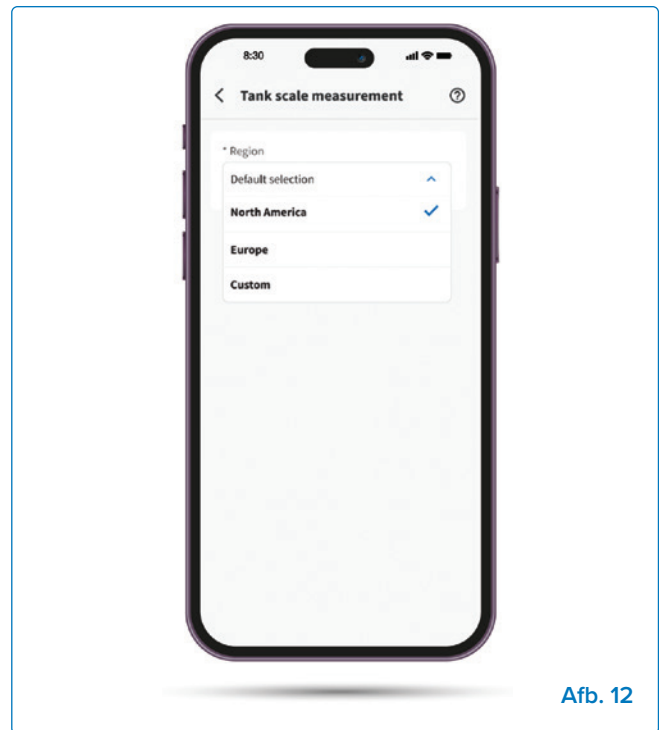 8:30
Tank scale measurement
* Region
Default selection
North America
Europe
Custom
Afb. 12